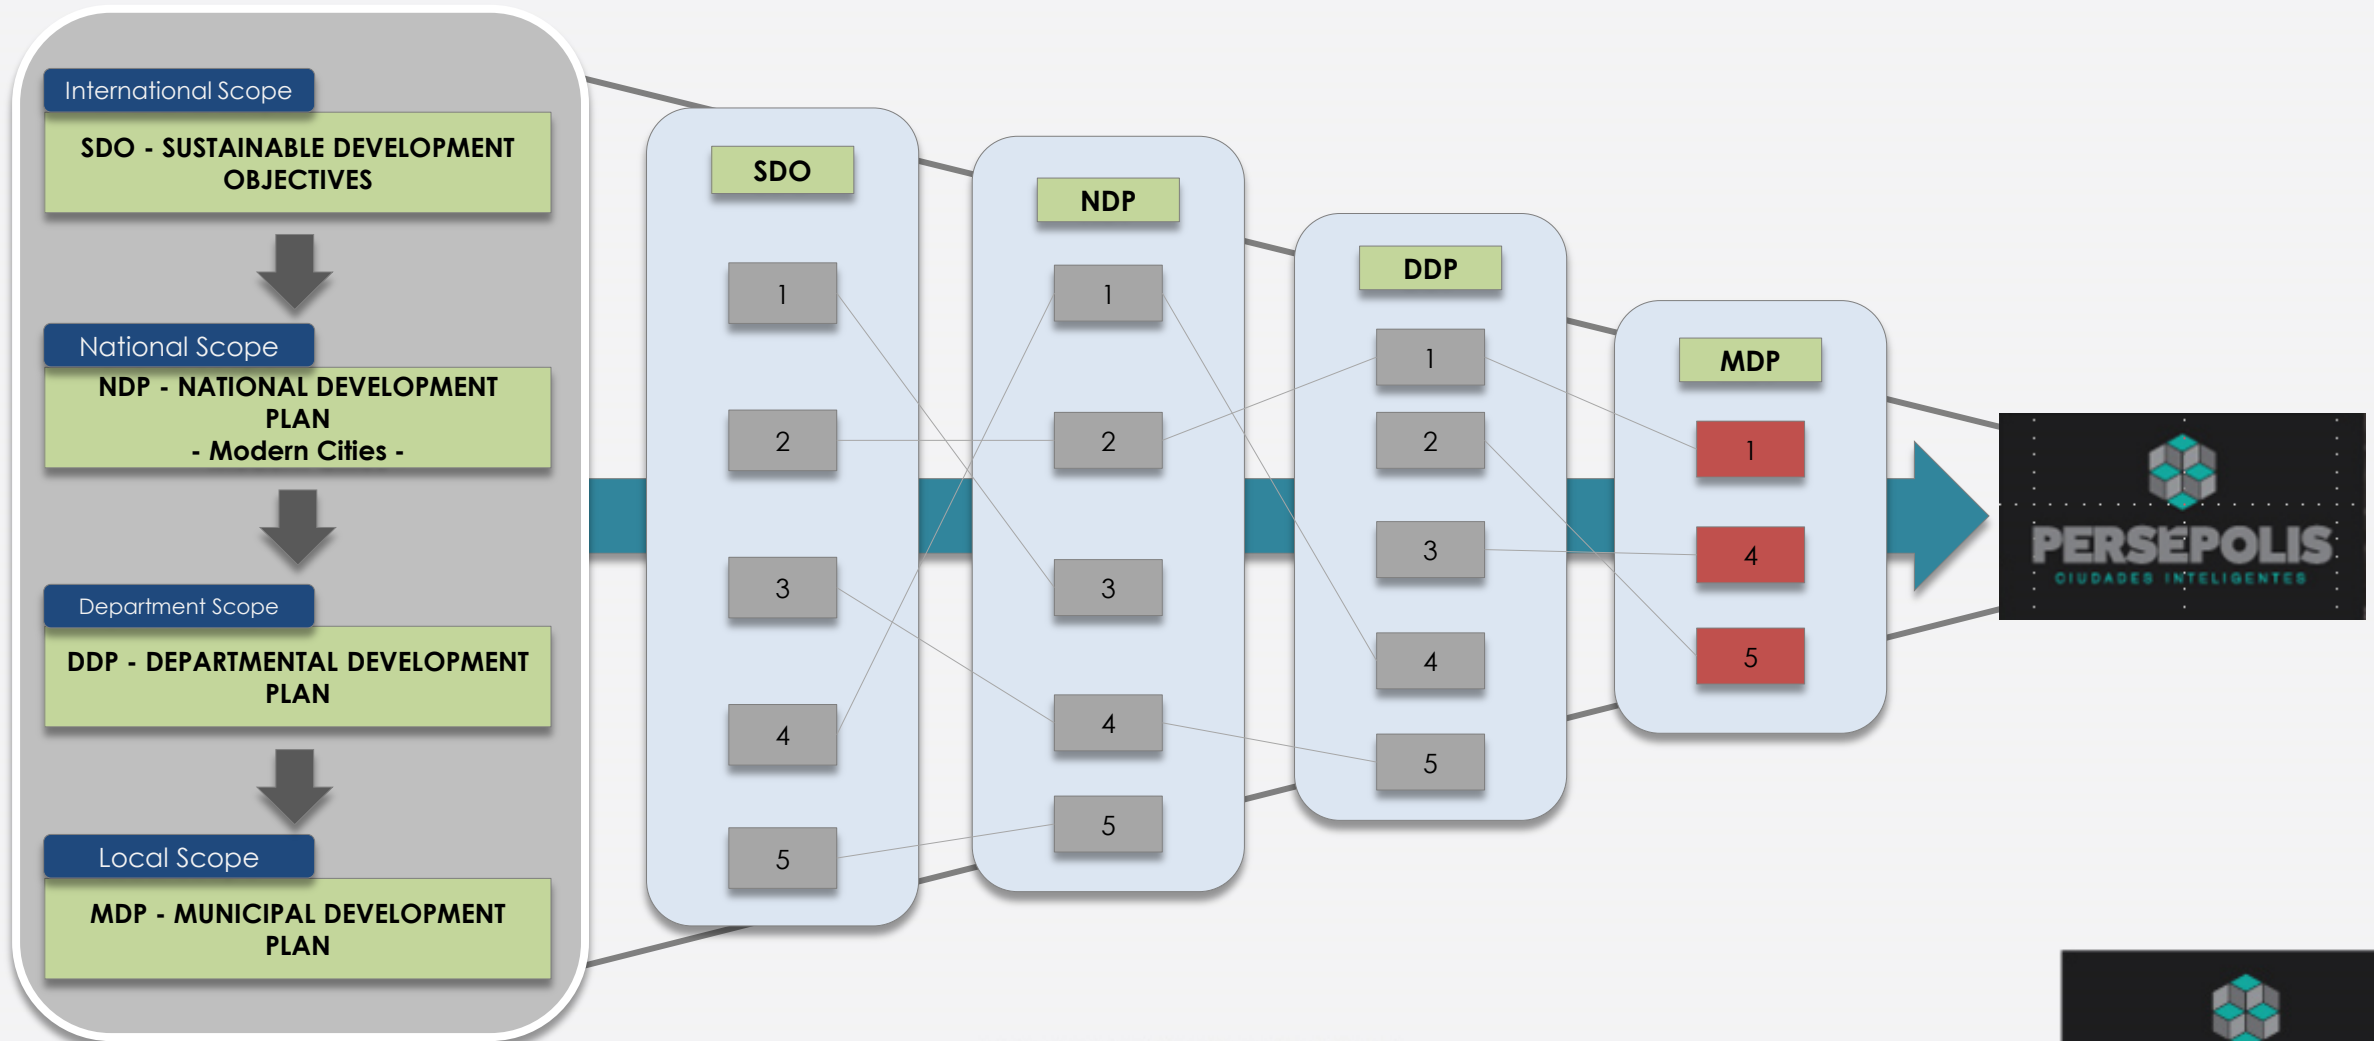 International Scope
SDO - SUSTAINABLE DEVELOPMENT
OBJECTIVES
National Scope
NDP - NATIONAL DEVELOPMENT
PLAN
- Modern Cities -
Department Scope
DDP - DEPARTMENTAL DEVELOPMENT
PLAN
Local Scope
MDP - MUNICIPAL DEVELOPMENT
PLAN
SDO
1
2
3
4
5
NDP
1
2
3
4
5
DDP
1
2
3
4
5
MDP
1
4
5
PERSÉPOLIS
CIUDADES INTELIGENTES